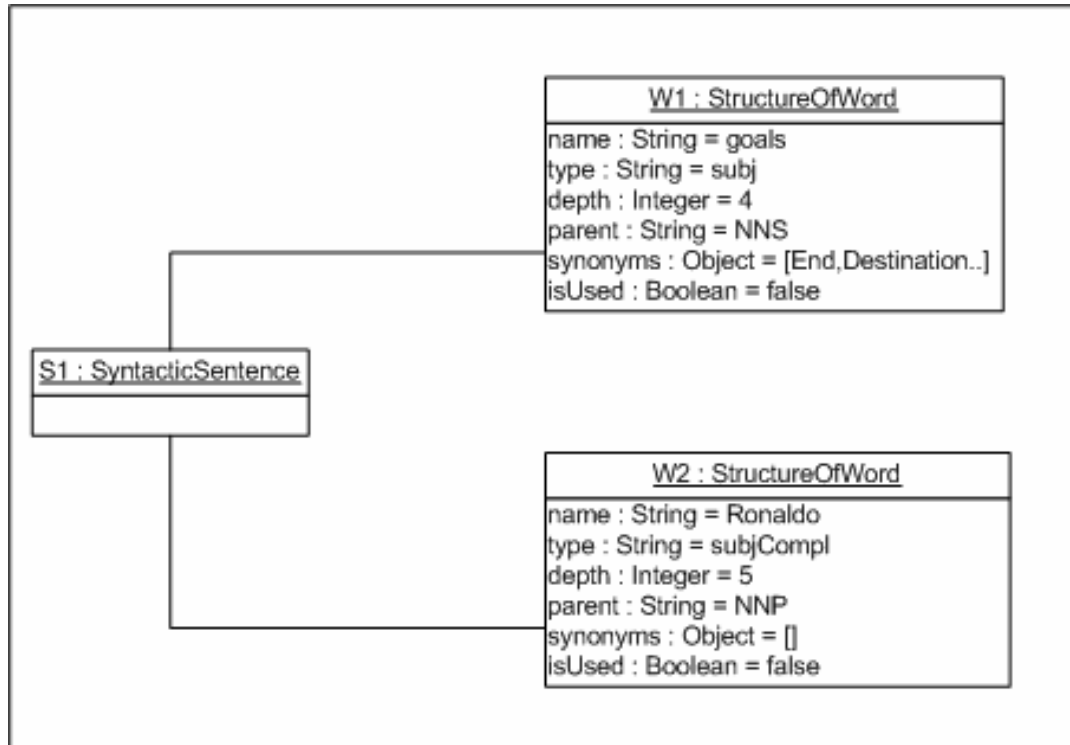 W1 : StructureOfWord
name : String = goals
type : String = subj
depth : Integer = 4
parent : String = NNS
synonyms : Object = [End,Destination..]
isUsed : Boolean = false
S1 : SyntacticSentence
W2 : StructureOfWord
name : String = Ronaldo
type : String = subjCompl
depth : Integer = 5
parent : String = NNP
synonyms : Object = []
isUsed : Boolean = false